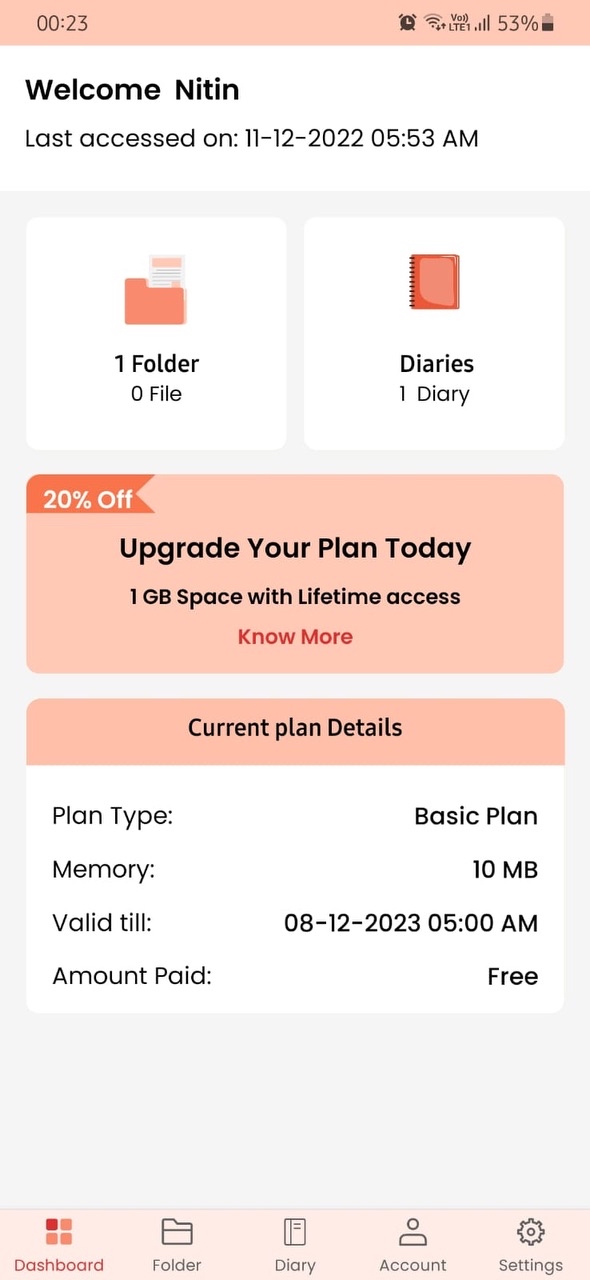 00:23
Vo)) LTE1 53%
Welcome Nitin
Last accessed on: 11-12-2022 05:53 AM
1 Folder
0 File
Diaries
1 Diary
20% Off
Upgrade Your Plan Today
1 GB Space with Lifetime access
Know More
Current plan Details
Plan Type: Basic Plan
Memory: 10 MB
Valid till: 08-12-2023 05:00 AM
Amount Paid: Free
Dashboard Folder Diary Account Settings